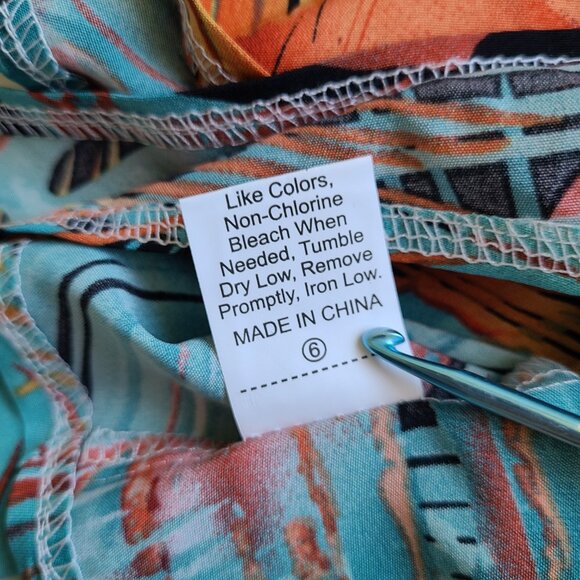 Like Colors,
Non-Chlorine
Bleach When
Needed, Tumble
Dry Low, Remove
Promptly, Iron Low.
MADE IN CHINA
⑥